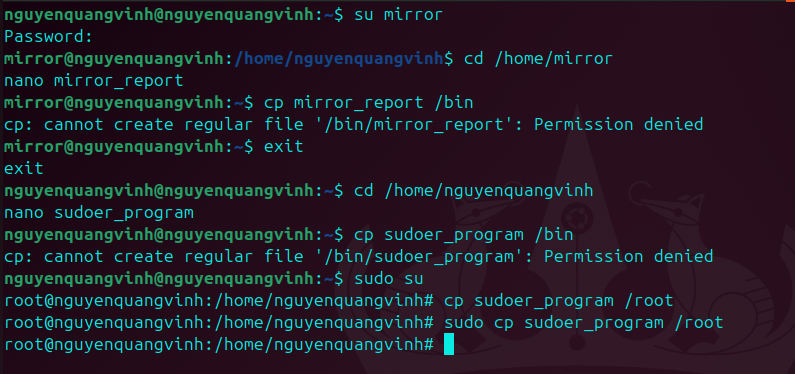 nguyenquangvinh@nguyenquangvinh:~$ su mirror
Password:
mirror@nguyenquangvinh:/home/nguyenquangvinh$ cd /home/mirror
nano mirror_report
mirror@nguyenquangvinh:~$ cp mirror_report /bin
cp: cannot create regular file '/bin/mirror_report': Permission denied
mirror@nguyenquangvinh:~$ exit
exit
nguyenquangvinh@nguyenquangvinh:~$ cd /home/nguyenquangvinh
nano sudoer_program
nguyenquangvinh@nguyenquangvinh:~$ cp sudoer_program /bin
cp: cannot create regular file '/bin/sudoer_program': Permission denied
nguyenquangvinh@nguyenquangvinh:~$ sudo su
root@nguyenquangvinh:/home/nguyenquangvinh# cp sudoer_program /root
root@nguyenquangvinh:/home/nguyenquangvinh# sudo cp sudoer_program /root
root@nguyenquangvinh:/home/nguyenquangvinh#